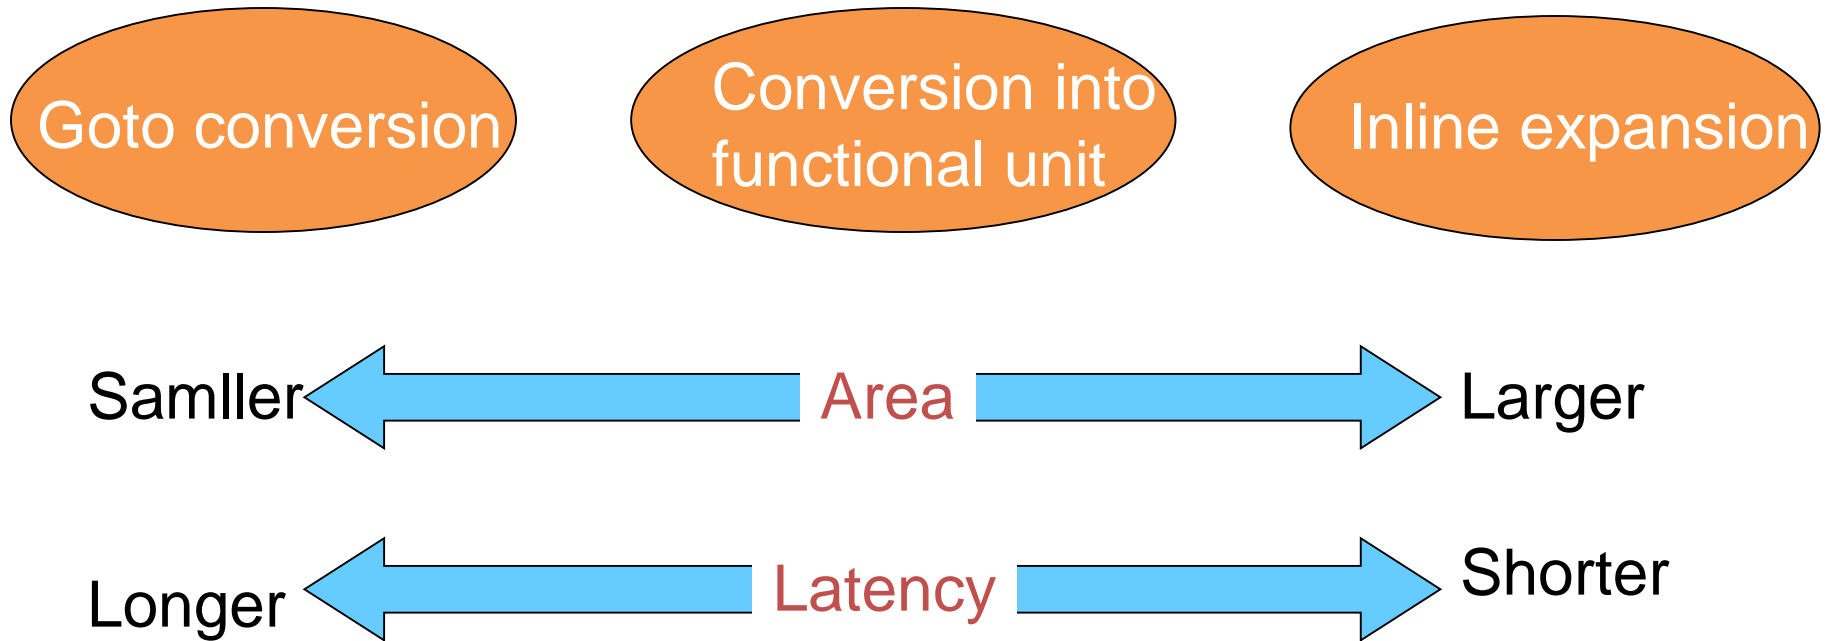 Goto conversion
Conversion into
functional unit
Inline expansion
Samller
Area
Larger
Longer
Latency
Shorter